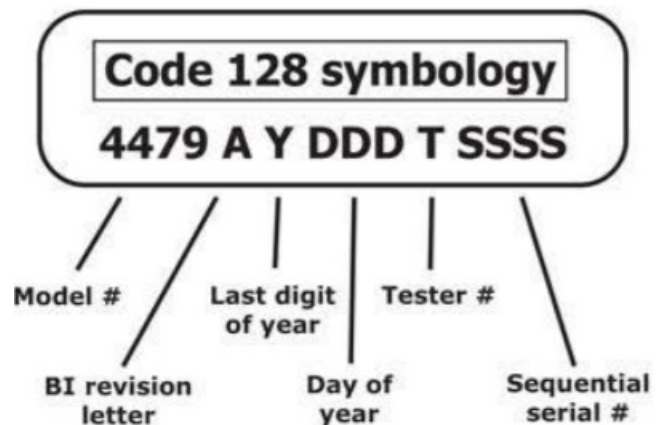 Code 128 symbology
4479 A Y DDD T SSSS
Model #
Last digit
of year
Tester #
BI revision
letter
Day of
year
Sequential
serial #